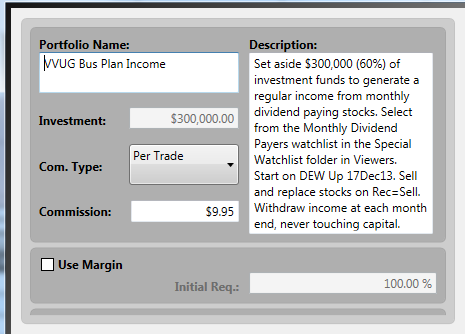 Portfolio Name:
VVUG Bus Plan Income
Investment:
$300,000.00
Com. Type:
Per Trade
Commission:
$9.95
Description:
Set aside $300,000 (60%) of
investment funds to generate a
regular income from monthly
dividend paying stocks. Select
from the Monthly Dividend
Payers watchlist in the Special
Watchlist folder in Viewers.
Start on DEW Up 17Dec13. Sell
and replace stocks on Rec=Sell.
Withdraw income at each month
end, never touching capital.
Use Margin
Initial Req.:
100.00 %